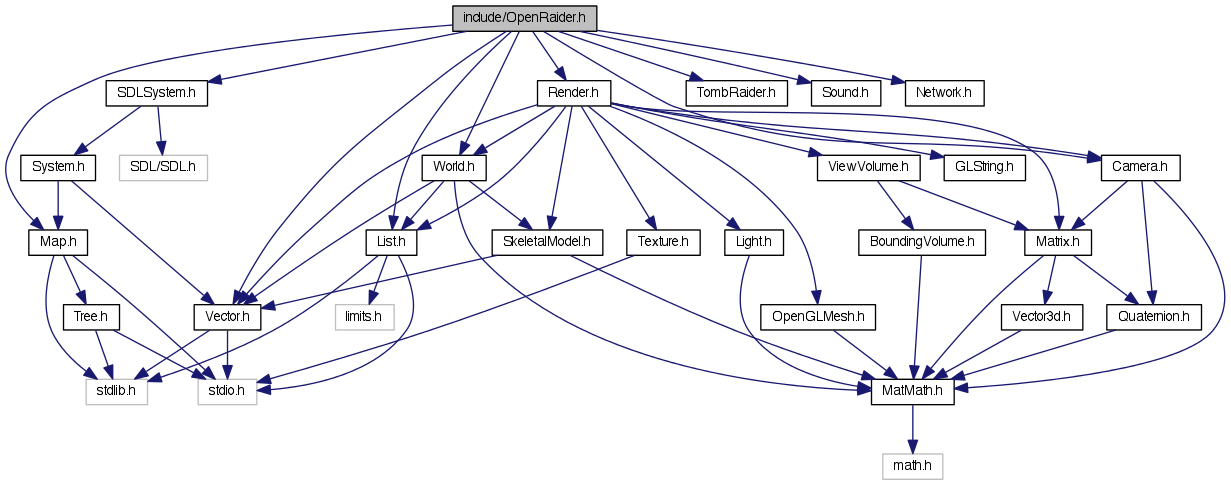 include/OpenRaider.h
SDLSystem.h
Render.h
TombRaider.h
Sound.h
Network.h
System.h
SDL/SDL.h
World.h
ViewVolume.h
GLString.h
Camera.h
Map.h
List.h
SkeletalModel.h
Texture.h
Light.h
BoundingVolume.h
Matrix.h
Tree.h
Vector.h
limits.h
OpenGLMesh.h
Vector3d.h
Quaternion.h
stdlib.h
stdio.h
MatMath.h
math.h